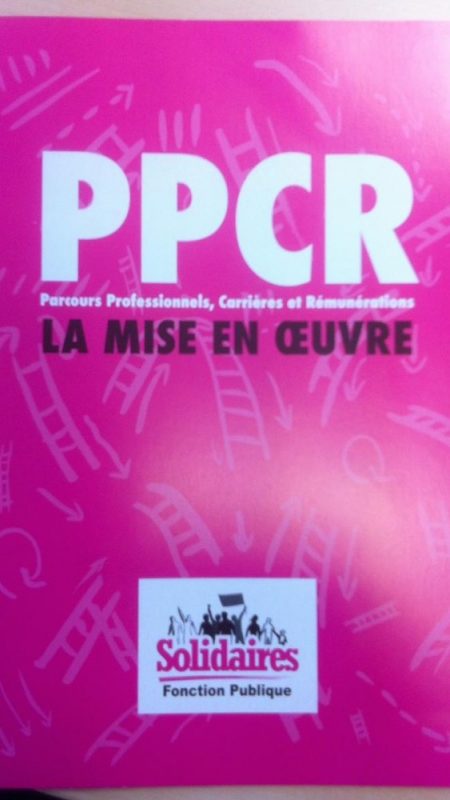 PPCR
Parcours Professionnels, Carrières et Rémunérations
LA MISE EN ŒUVRE
Solidaires
Fonction Publique